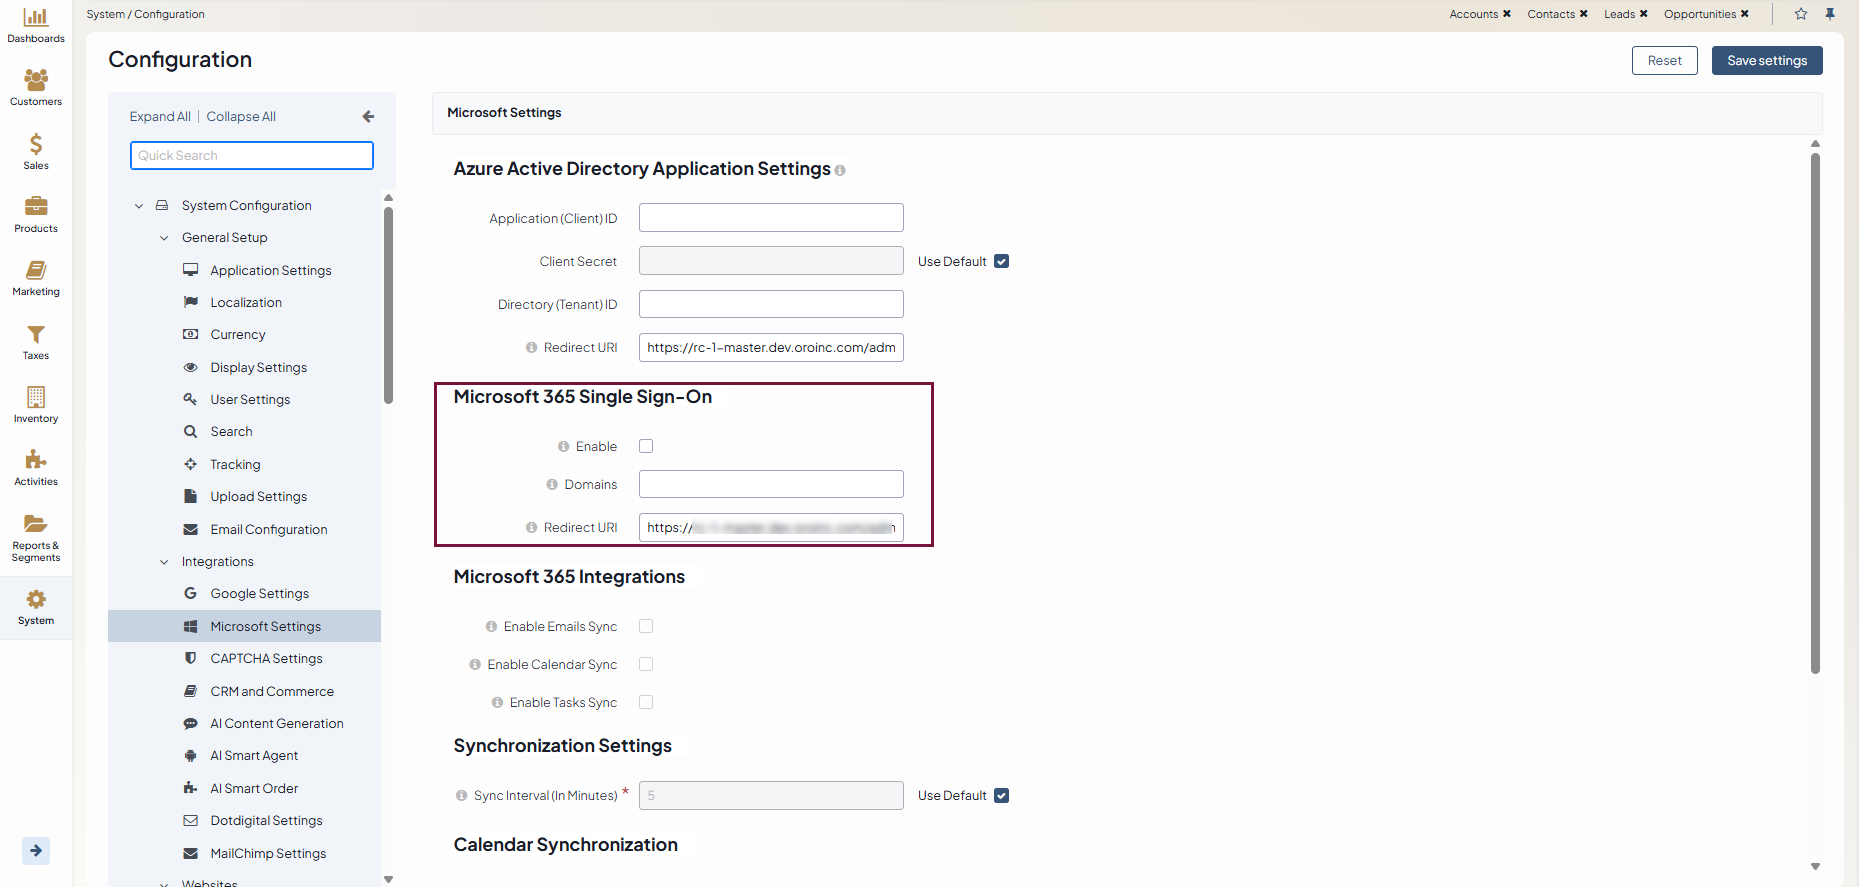 System / Configuration
Accounts ✖ Contacts ✖ Leads ✖ Opportunities ✖
Dashboards
Customers
Sales
Products
Marketing
Taxes
Inventory
Activities
Reports &
Segments
System
Configuration
Reset
Save settings
Expand All | Collapse All
Quick Search
System Configuration
General Setup
Application Settings
Localization
Currency
Display Settings
User Settings
Search
Tracking
Upload Settings
Email Configuration
Integrations
Google Settings
Microsoft Settings
CAPTCHA Settings
CRM and Commerce
AI Content Generation
AI Smart Agent
AI Smart Order
Dotdigital Settings
MailChimp Settings
Websites
Microsoft Settings
Azure Active Directory Application Settings
Application (Client) ID
Client Secret
Use Default
Directory (Tenant) ID
Redirect URI
https://rc-1-master.dev.oroinc.com/adm
Microsoft 365 Single Sign-On
Enable
Domains
Redirect URI
https://
Microsoft 365 Integrations
Enable Emails Sync
Enable Calendar Sync
Enable Tasks Sync
Synchronization Settings
Sync Interval (In Minutes) *
5
Use Default
Calendar Synchronization